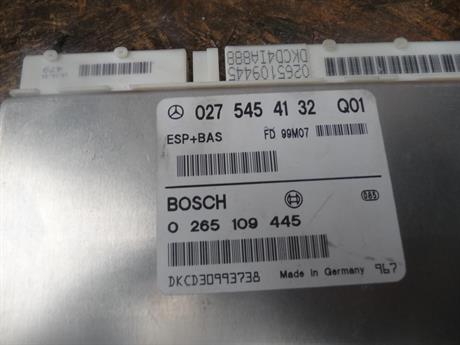 0265109445
DKCD4IA888
027 545 41 32 Q01
ESP+BAS FD 99M07
BOSCH
0 265 109 445
DKCD30993738 Made in Germany 967